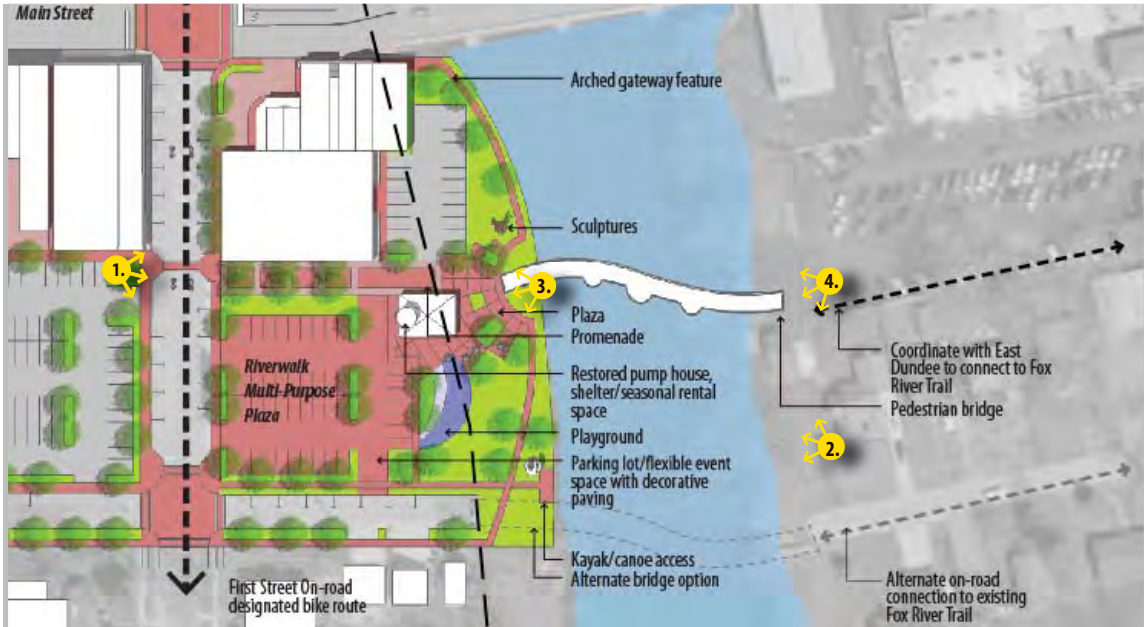 Main Street
Arched gateway feature
Sculptures
1.
3.
4.
Plaza
Promenade
Riverwalk
Multi-Purpose
Plaza
Restored pump house,
shelter/seasonal rental
space
Coordinate with East
Dundee to connect to Fox
River Trail
Pedestrian bridge
Playground
2.
Parking lot/flexible event
space with decorative
paving
Kayak/canoe access
Alternate bridge option
First Street On-road
designated bike route
Alternate on-road
connection to existing
Fox River Trail